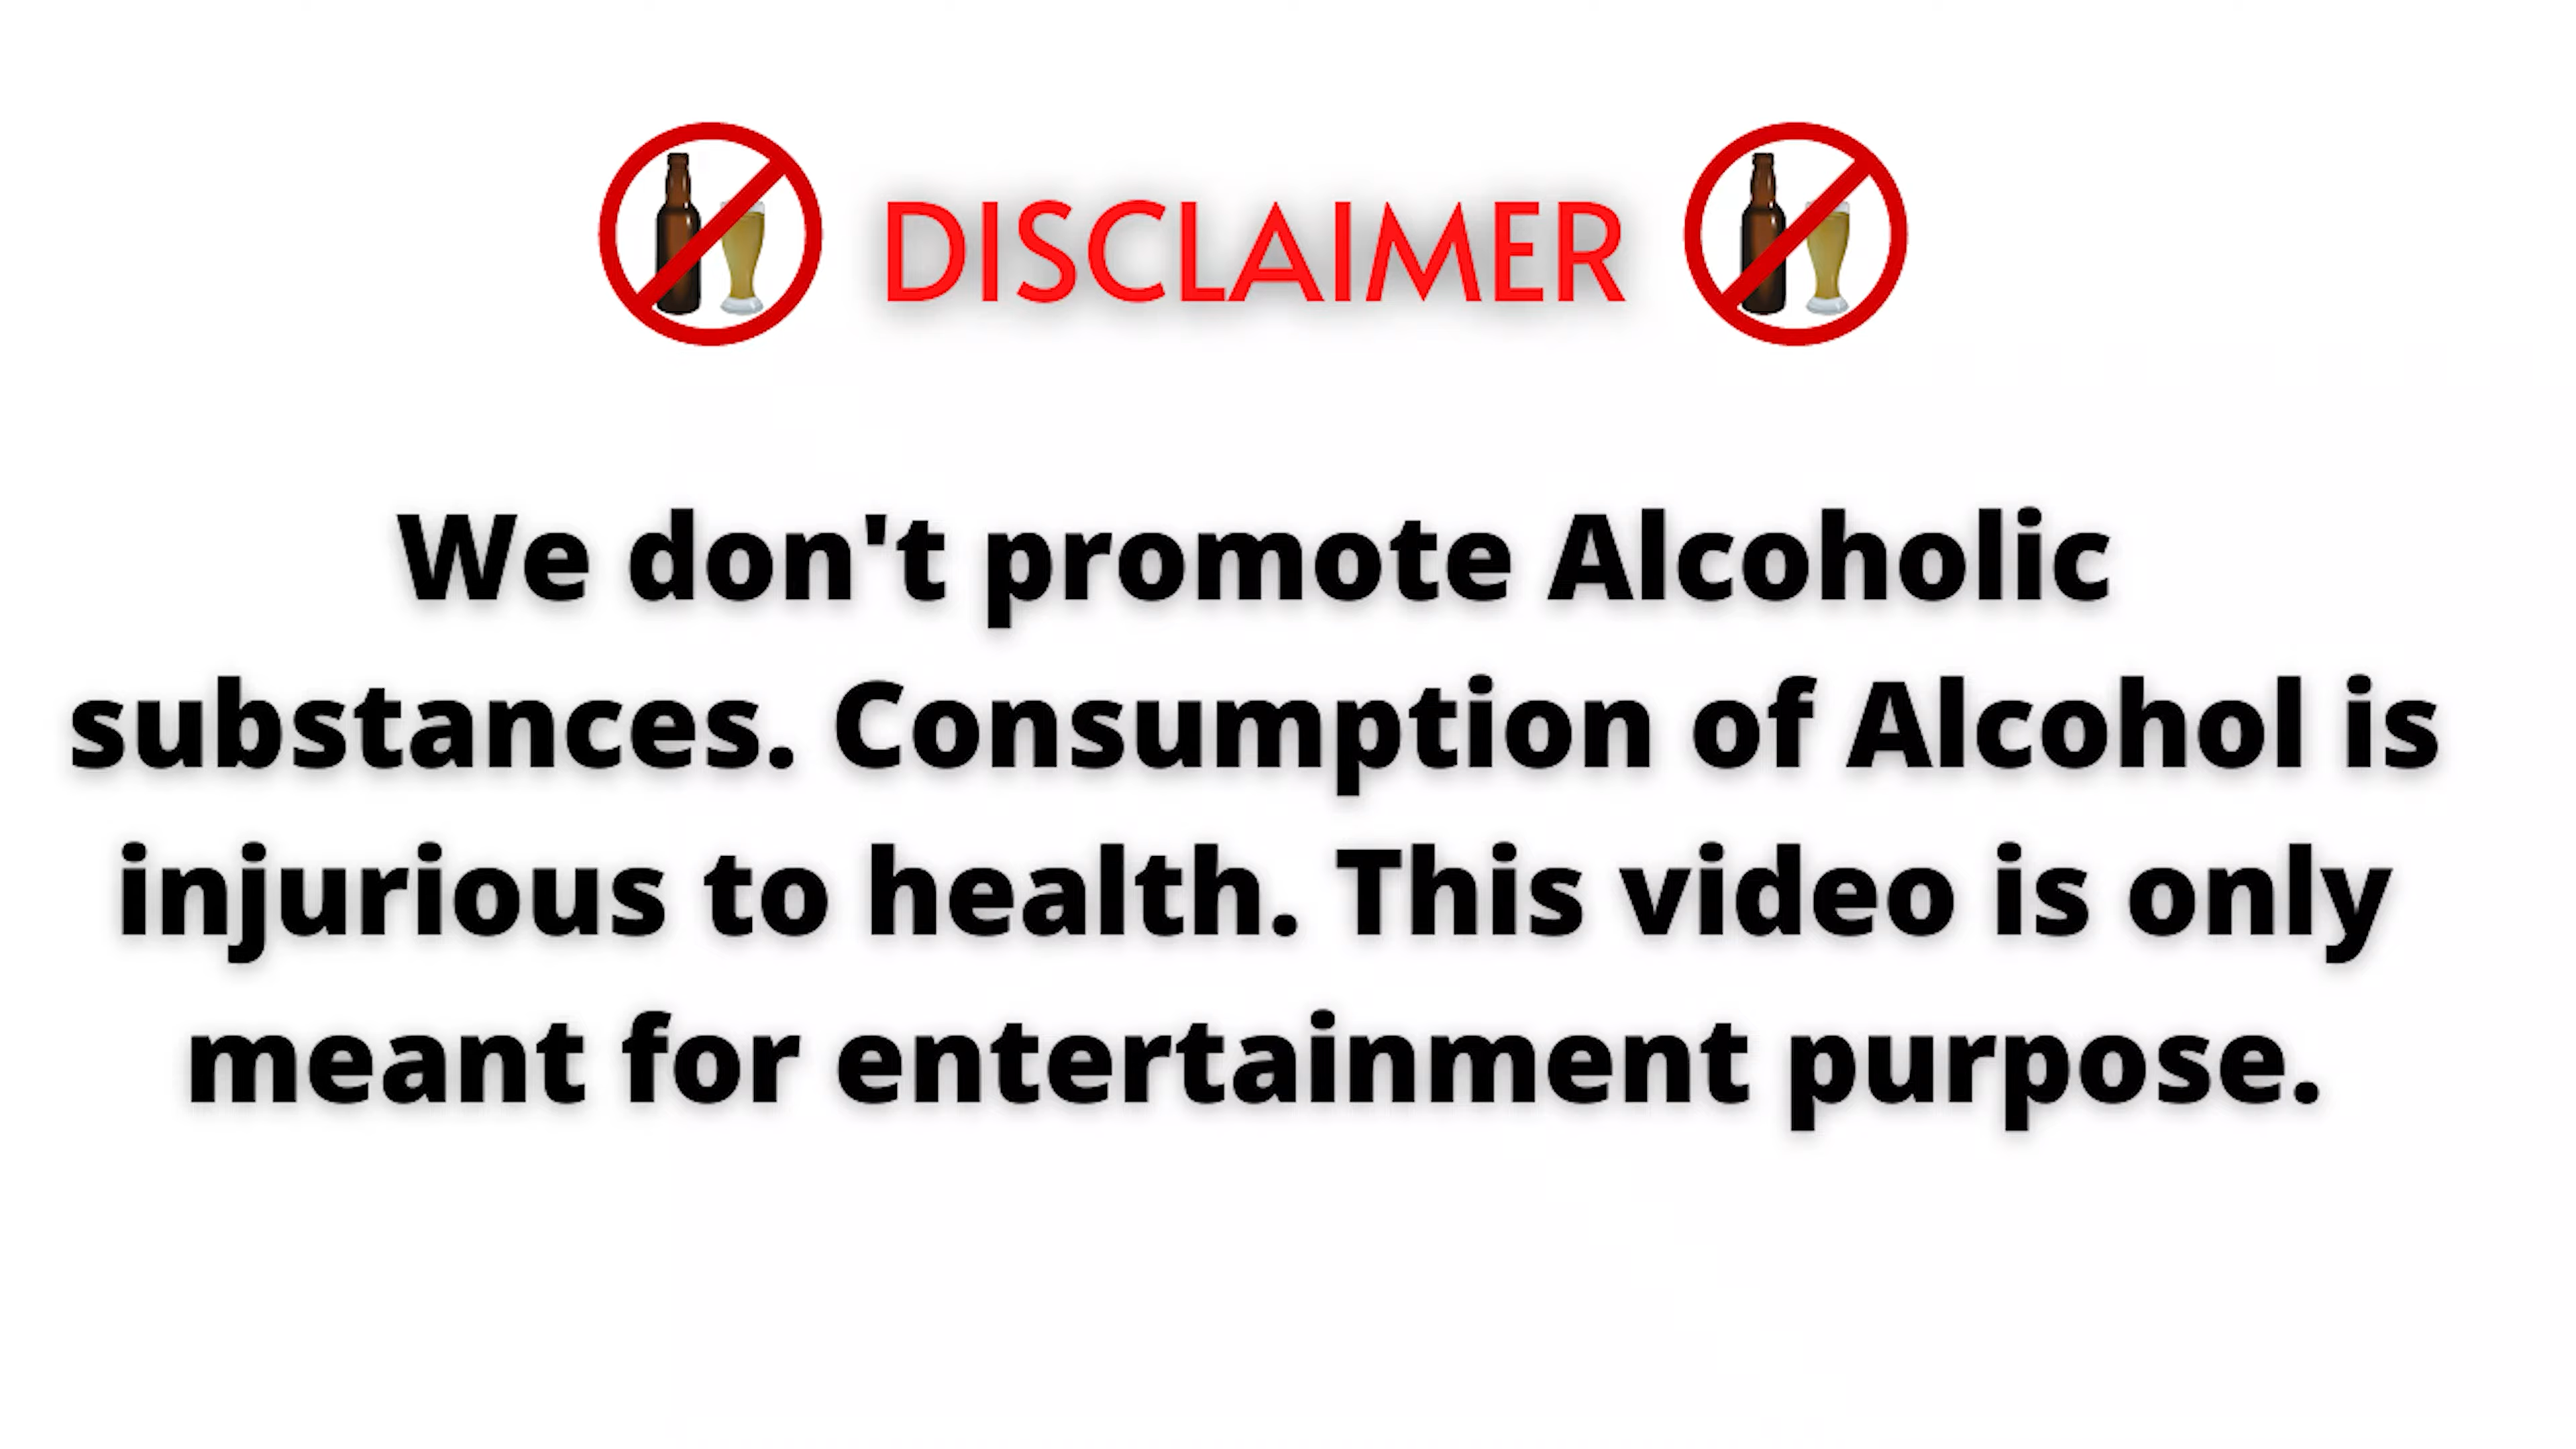 DISCLAIMER
We don't promote Alcoholic
substances. Consumption of Alcohol is
injurious to health. This video is only
meant for entertainment purpose.